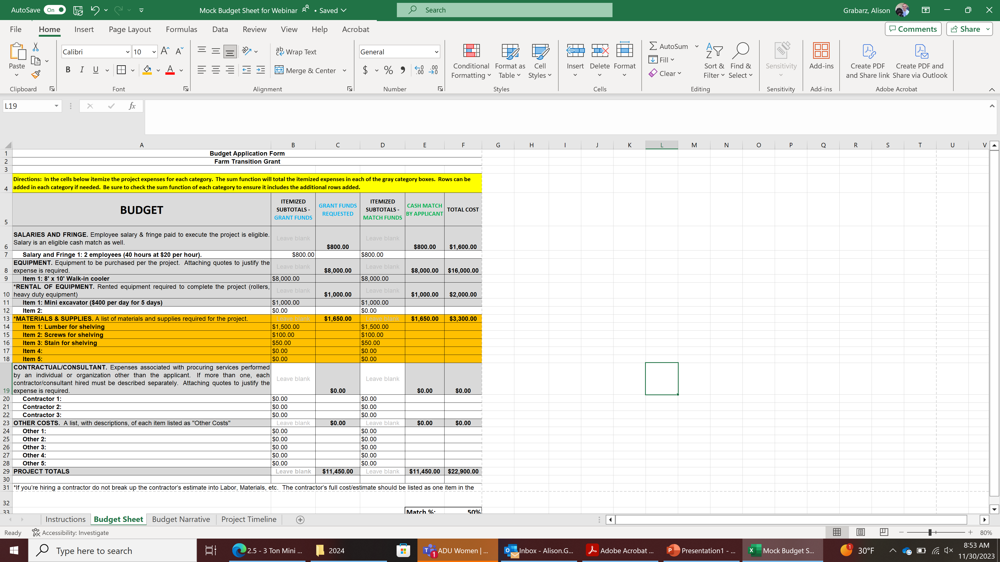 AutoSave On Mock Budget Sheet for Webinar • Saved Search Grabarz, Alison
File Home Insert Page Layout Formulas Data Review View Help Acrobat Comments Share
Calibri 10 Wrap Text General AutoSum
Paste Conditional Formatting Format as Table Cell Styles Insert Delete Format Fill Sort & Filter Find & Select Sensitivity Add-ins Create PDF and Share link Create PDF and Share via Outlook
B I U Merge & Center $ % Clear
Clipboard Font Alignment Number Styles Cells Editing Sensitivity Add-ins Adobe Acrobat
L19 fx
A B C D E F G H I J K L M N O P Q R S T U V
1 Budget Application Form
2 Farm Transition Grant
3
Directions: In the cells below itemize the project expenses for each category. The sum function will total the itemized expenses in each of the gray category boxes. Rows can be
4 added in each category if needed. Be sure to check the sum function of each category to ensure it includes the additional rows added.
5 BUDGET ITEMIZED SUBTOTALS - GRANT FUNDS GRANT FUNDS REQUESTED ITEMIZED SUBTOTALS - MATCH FUNDS CASH MATCH BY APPLICANT TOTAL COST
SALARIES AND FRINGE. Employee salary & fringe paid to execute the project is eligible. Leave blank Leave blank
6 Salary is an eligible cash match as well. $800.00 $800.00 $1,600.00
7 Salary and Fringe 1: 2 employees (40 hours at $20 per hour). $800.00 $800.00
EQUIPMENT. Equipment to be purchased per the project. Attaching quotes to justify the Leave blank Leave blank
8 expense is required. $8,000.00 $8,000.00 $16,000.00
9 Item 1: 8' x 10' Walk-in cooler $8,000.00 $8,000.00
*RENTAL OF EQUIPMENT. Rented equipment required to complete the project (rollers, Leave blank Leave blank
10 heavy duty equipment) $1,000.00 $1,000.00 $2,000.00
11 Item 1: Mini excavator ($400 per day for 5 days) $1,000.00 $1,000.00
12 Item 2: $0.00 $0.00
13 *MATERIALS & SUPPLIES. A list of materials and supplies required for the project. Leave blank $1,650.00 Leave blank $1,650.00 $3,300.00
14 Item 1: Lumber for shelving $1,500.00 $1,500.00
15 Item 2: Screws for shelving $100.00 $100.00
16 Item 3: Stain for shelving $50.00 $50.00
17 Item 4: $0.00 $0.00
18 Item 5: $0.00 $0.00
CONTRACTUAL/CONSULTANT. Expenses associated with procuring services performed
by an individual or organization other than the applicant. If more than one, each Leave blank Leave blank
contractor/consultant hired must be described separately. Attaching quotes to justify the
19 expense is required. $0.00 $0.00 $0.00
20 Contractor 1: $0.00 $0.00
21 Contractor 2: $0.00 $0.00
22 Contractor 3: $0.00 $0.00
23 OTHER COSTS. A list, with descriptions, of each item listed as "Other Costs" Leave blank $0.00 Leave blank $0.00 $0.00
24 Other 1: $0.00 $0.00
25 Other 2: $0.00 $0.00
26 Other 3: $0.00 $0.00
27 Other 4: $0.00 $0.00
28 Other 5: $0.00 $0.00
29 PROJECT TOTALS Leave blank $11,450.00 Leave blank $11,450.00 $22,900.00
30
31 *If you're hiring a contractor do not break up the contractor's estimate into Labor, Materials, etc. The contractor's full cost/estimate should be listed as one item in the
32
33 Match %: 50%
Instructions Budget Sheet Budget Narrative Project Timeline
Ready Accessibility: Investigate 80%
Type here to search 2.5 - 3 Ton Mini ... 2024 ADU Women | ... Inbox - Alison.G... Adobe Acrobat ... Presentation1 - ... Mock Budget S... 1 30°F 8:53 AM
11/30/2023